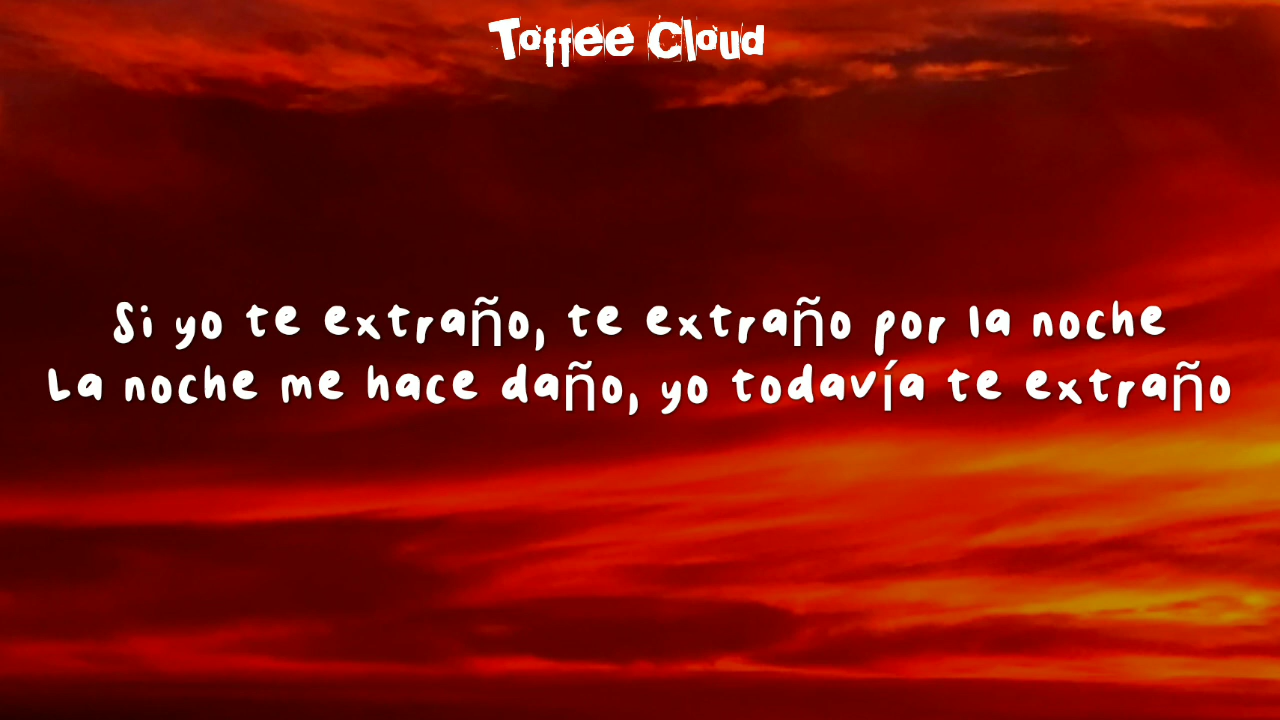 Toffee Cloud
Si yo te extraño, te extraño por la noche
La noche me hace daño, yo todavía te extraño